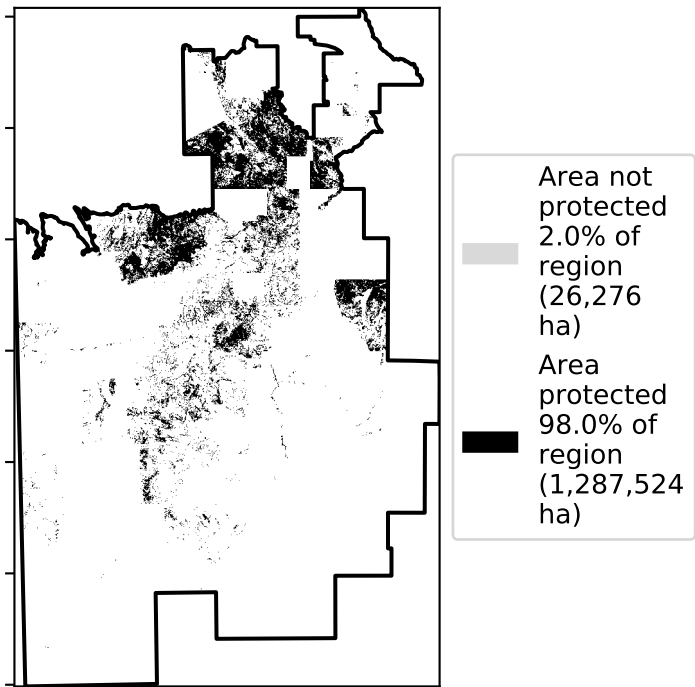 Area not
protected
2.0% of
region
(26,276
ha)
Area
protected
98.0% of
region
(1,287,524
ha)